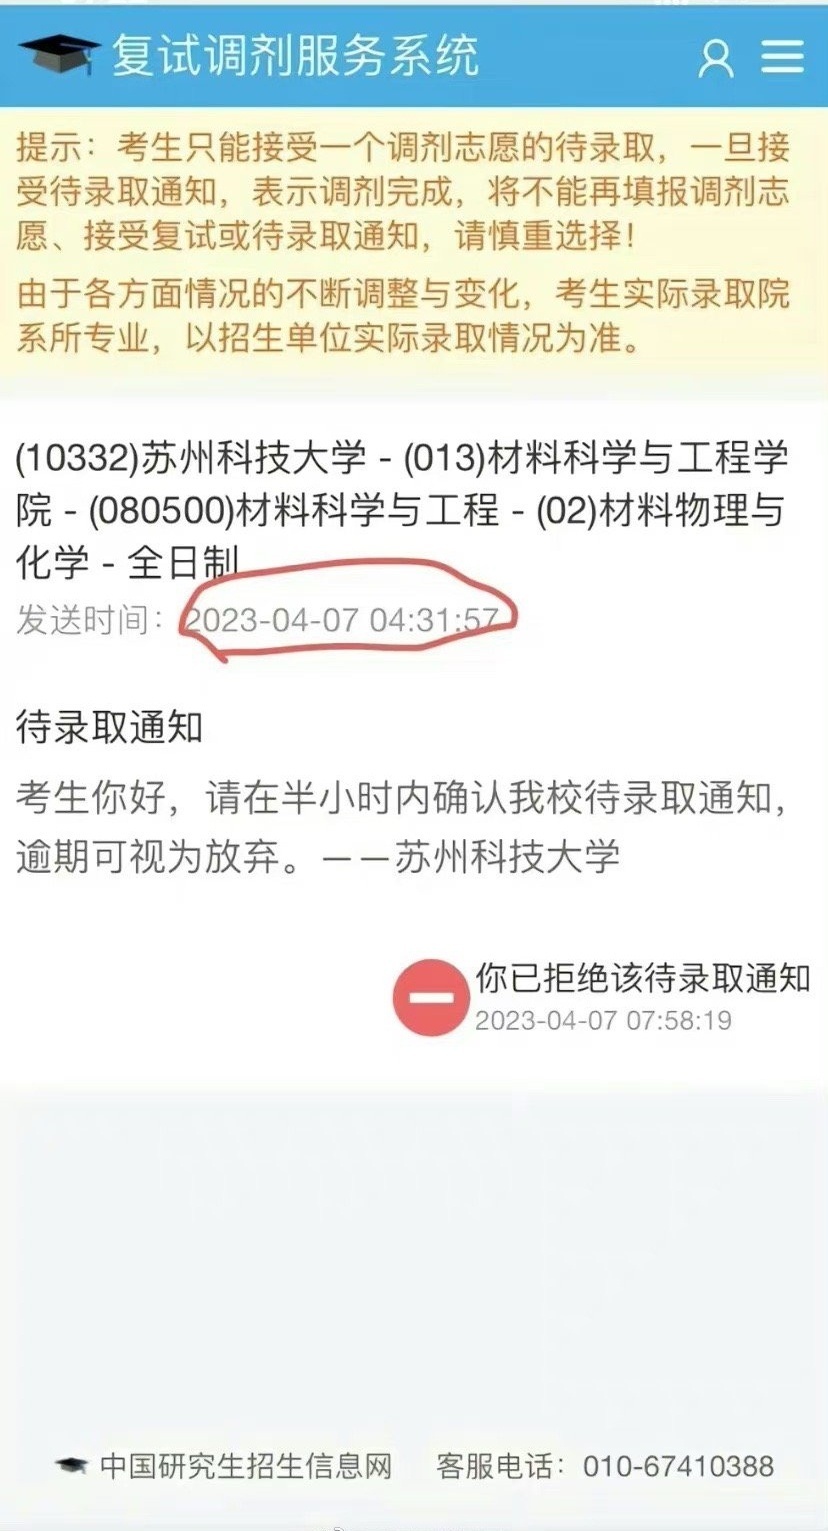 复试调剂服务系统
提示：考生只能接受一个调剂志愿的待录取，一旦接
受待录取通知，表示调剂完成，将不能再填报调剂志
愿、接受复试或待录取通知，请慎重选择！
由于各方面情况的不断调整与变化，考生实际录取院
系所专业，以招生单位实际录取情况为准。
(10332)苏州科技大学 - (013)材料科学与工程学
院 - (080500)材料科学与工程 - (02)材料物理与
化学 - 全日制
发送时间：2023-04-07 04:31:57
待录取通知
考生你好，请在半小时内确认我校待录取通知，
逾期可视为放弃。——苏州科技大学
你已拒绝该待录取通知
2023-04-07 07:58:19
中国研究生招生信息网 客服电话：010-67410388